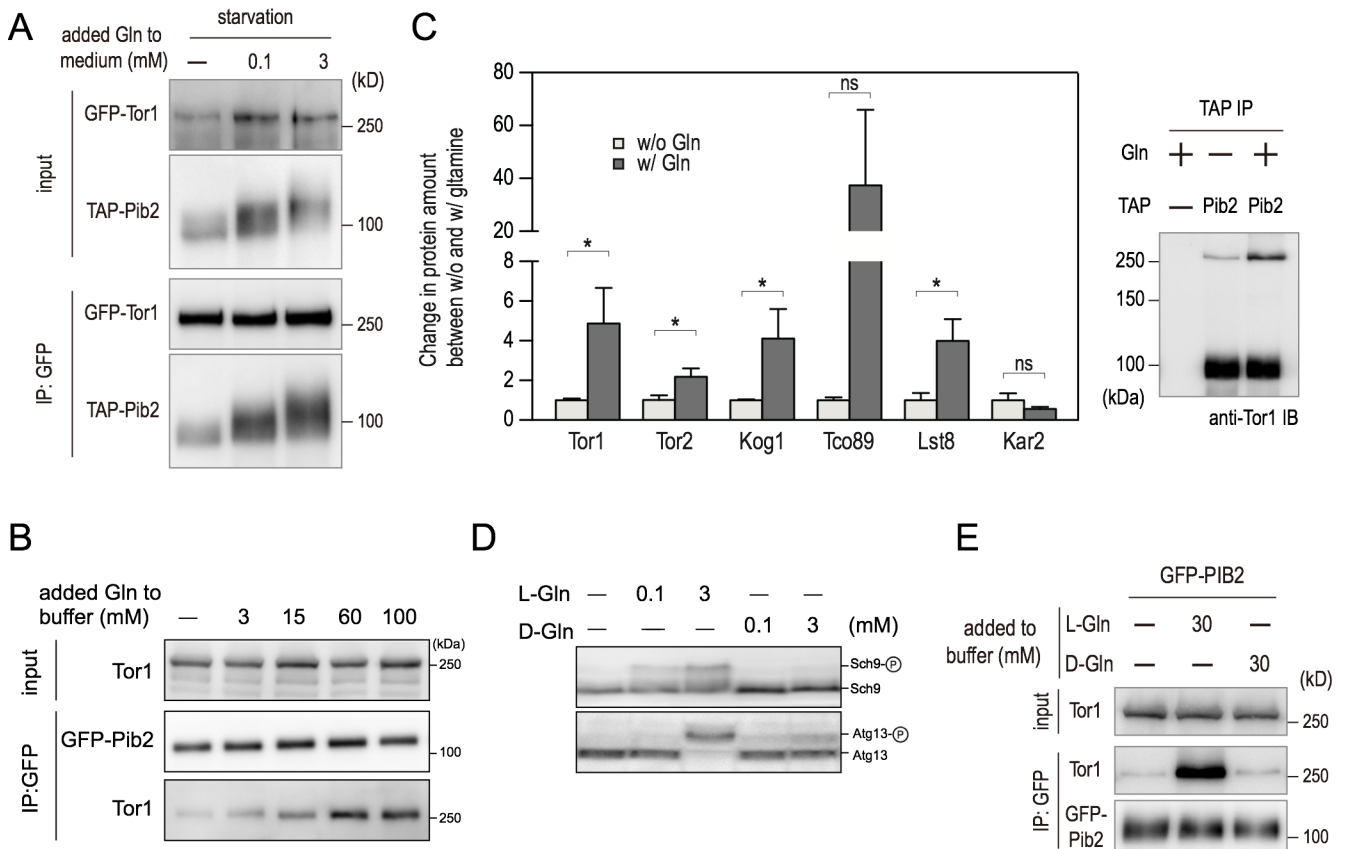 A
starvation
added Gln to
medium (mM)
— 0.1 3
(kD)
input
GFP-Tor1
250
TAP-Pib2
100
IP: GFP
GFP-Tor1
250
TAP-Pib2
100
C
Change in protein amount
between w/o and w/ gltamine
80
60
40
20
8
6
4
2
0
w/o Gln
w/ Gln
*
*
*
ns
*
ns
Tor1 Tor2 Kog1 Tco89 Lst8 Kar2
TAP IP
Gln + — +
TAP — Pib2 Pib2
250
150
100
(kDa)
anti-Tor1 IB
B
added Gln to
buffer (mM)
— 3 15 60 100
(kDa)
input
Tor1
250
IP:GFP
GFP-Pib2
100
Tor1
250
D
L-Gln — 0.1 3 — —
D-Gln — — — 0.1 3 (mM)
Sch9-Ⓟ
Sch9
Atg13-Ⓟ
Atg13
E
GFP-PIB2
added to
buffer (mM)
L-Gln — 30 —
D-Gln — — 30
(kD)
input
Tor1
250
IP: GFP
Tor1
250
GFP-
Pib2
100